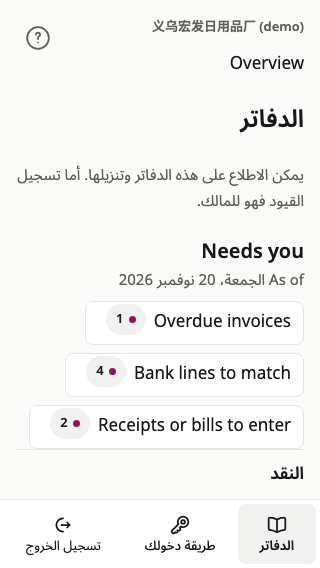 义乌宏发日用品厂 (demo)
Overview
الدفاتر
يمكن الاطلاع على هذه الدفاتر وتنزيلها. أما تسجيل
القيود فهو للمالك.
Needs you
As of الجمعة، 20 نوفمبر 2026
Overdue invoices 1
Bank lines to match 4
Receipts or bills to enter 2
النقد
الدفاتر
طريقة دخولك
تسجيل الخروج